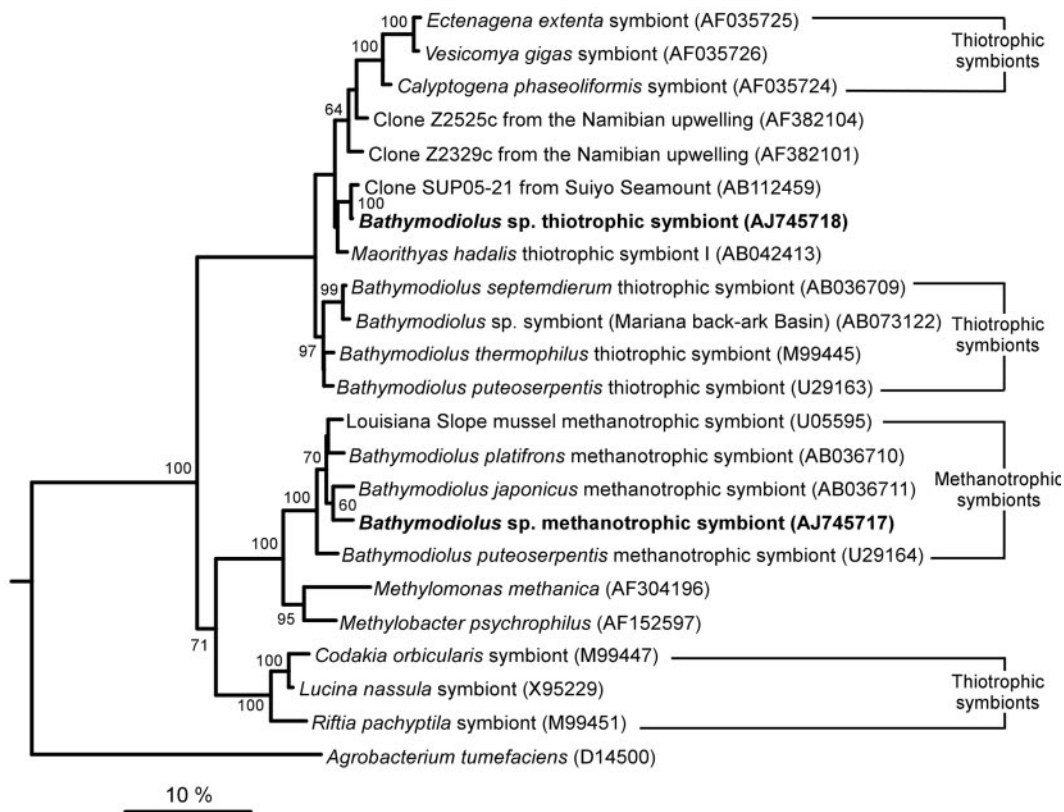 Ectenagena extenta symbiont (AF035725)
Vesicomya gigas symbiont (AF035726)
Calyptogena phaseoliformis symbiont (AF035724)
Thiotrophic
symbionts
Clone Z2525c from the Namibian upwelling (AF382104)
Clone Z2329c from the Namibian upwelling (AF382101)
Clone SUP05-21 from Suiyo Seamount (AB112459)
Bathymodiolus sp. thiotrophic symbiont (AJ745718)
Maorithyas hadalis thiotrophic symbiont I (AB042413)
Bathymodiolus septemdierum thiotrophic symbiont (AB036709)
Bathymodiolus sp. symbiont (Mariana back-ark Basin) (AB073122)
Bathymodiolus thermophilus thiotrophic symbiont (M99445)
Bathymodiolus puteoserpentis thiotrophic symbiont (U29163)
Thiotrophic
symbionts
Louisiana Slope mussel methanotrophic symbiont (U05595)
Bathymodiolus platifrons methanotrophic symbiont (AB036710)
Bathymodiolus japonicus methanotrophic symbiont (AB036711)
Bathymodiolus sp. methanotrophic symbiont (AJ745717)
Bathymodiolus puteoserpentis methanotrophic symbiont (U29164)
Methanotrophic
symbionts
Methylomonas methanica (AF304196)
Methylobacter psychrophilus (AF152597)
Codakia orbicularis symbiont (M99447)
Lucina nassula symbiont (X95229)
Riftia pachyptila symbiont (M99451)
Thiotrophic
symbionts
Agrobacterium tumefaciens (D14500)
100
100
64
100
99
97
100
70
100
60
100
95
71
100
100
10 %